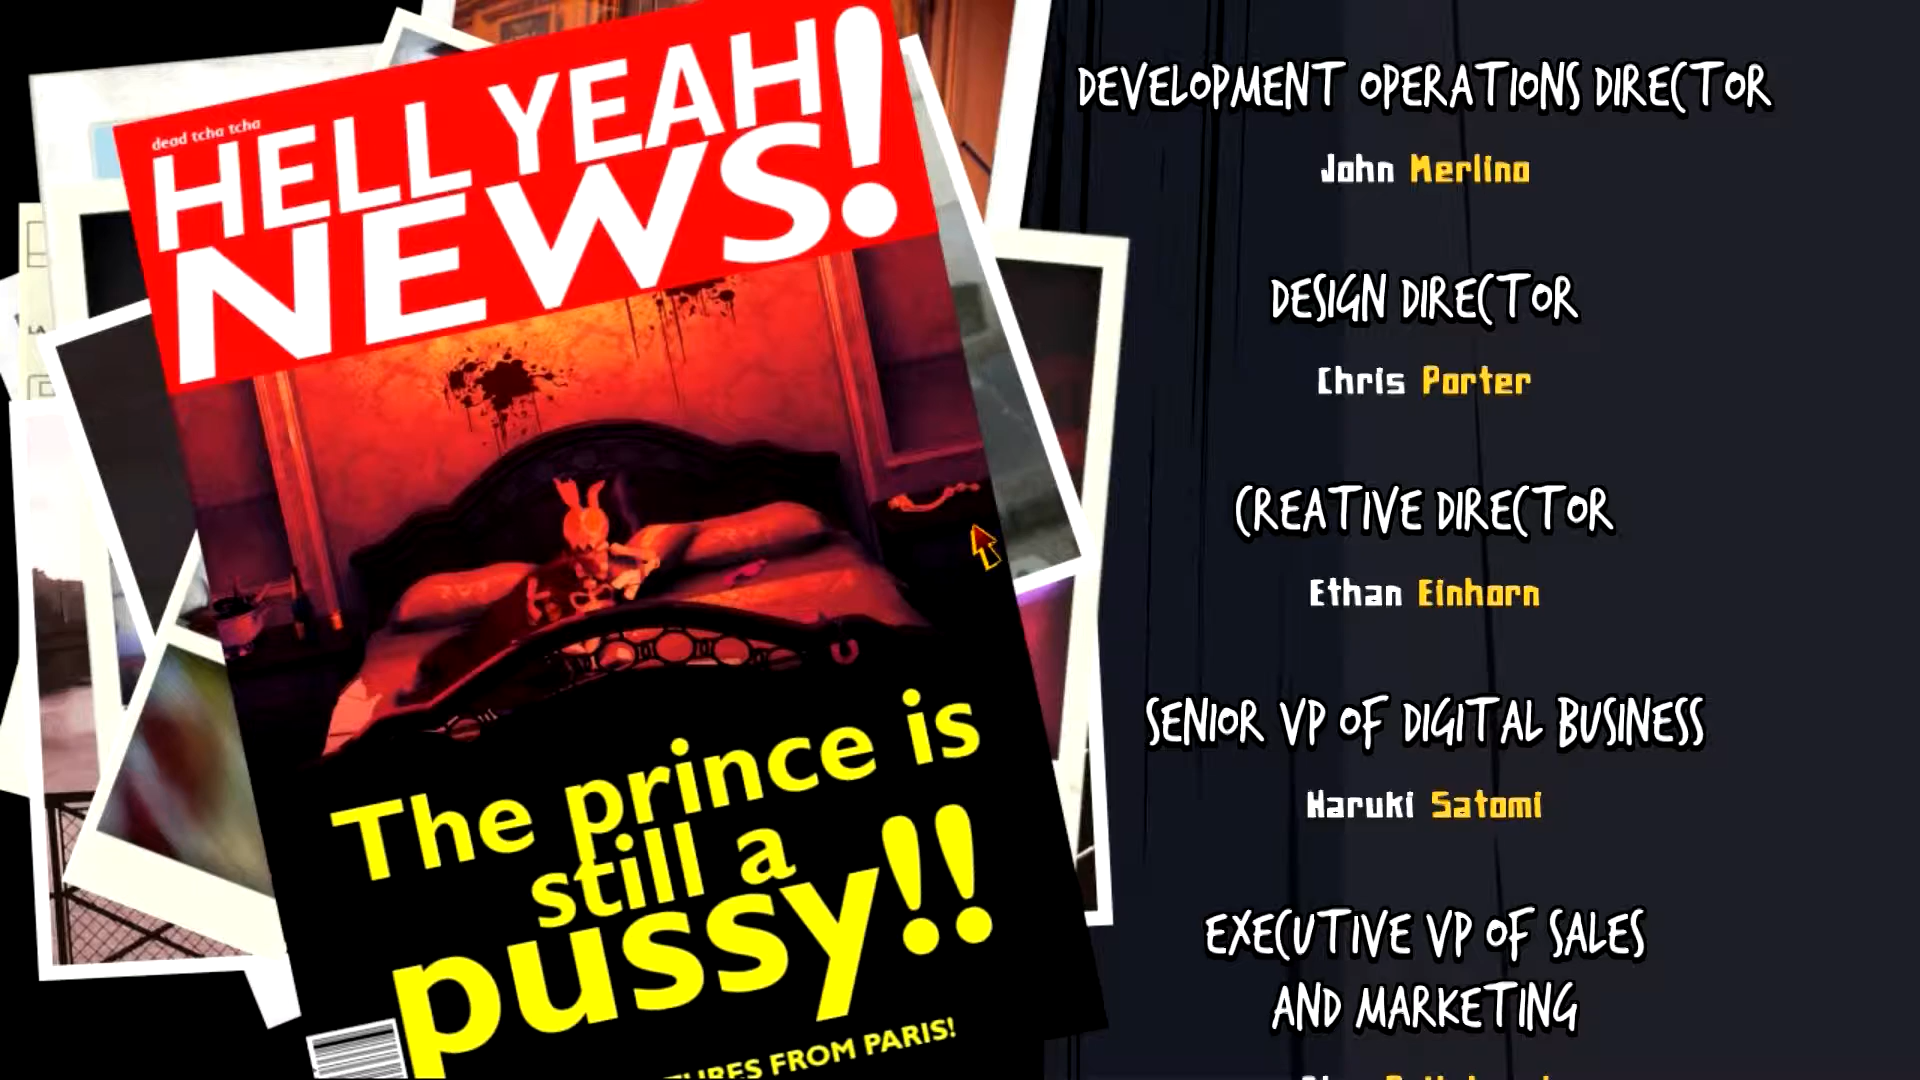 dead tcha tcha
HELL YEAH!
NEWS!
The prince is
still a
pussy!!
FROM PARIS!
DEVELOPMENT OPERATIONS DIRECTOR
John Merlino
DESIGN DIRECTOR
Chris Porter
CREATIVE DIRECTOR
Ethan Einhorn
SENIOR VP OF DIGITAL BUSINESS
Haruki Satomi
EXECUTIVE VP OF SALES
AND MARKETING